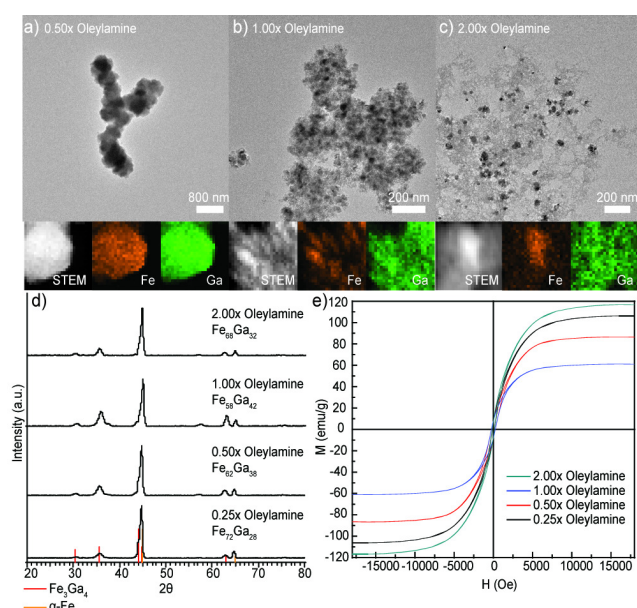 a) 0.50x Oleylamine
b) 1.00x Oleylamine
c) 2.00x Oleylamine
800 nm
200 nm
200 nm
STEM
Fe
Ga
STEM
Fe
Ga
STEM
Fe
Ga
d)
2.00x Oleylamine
Fe₆₈Ga₃₂
1.00x Oleylamine
Fe₅₈Ga₄₂
0.50x Oleylamine
Fe₆₂Ga₃₈
0.25x Oleylamine
Fe₇₂Ga₂₈
Intensity (a.u.)
20 30 40 50 60 70 80
2θ
Fe₃Ga₄
α-Fe
e)
120
100
80
60
40
20
0
-20
-40
-60
-80
-100
-120
M (emu/g)
2.00x Oleylamine
1.00x Oleylamine
0.50x Oleylamine
0.25x Oleylamine
-15000 -10000 -5000 0 5000 10000 15000
H (Oe)